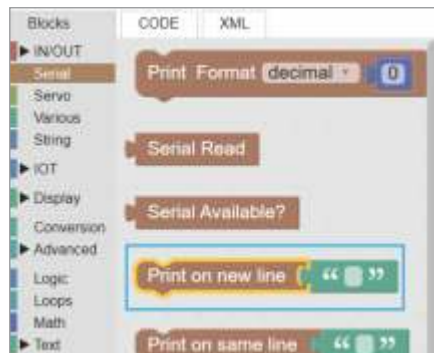 Blocks
CODE XML
IN/OUT
Serial
Servo
Various
String
IOT
Display
Conversion
Advanced
Logic
Loops
Math
Text
Print Format decimal 0
Serial Read
Serial Available?
Print on new line “ ”
Print on same line “ ”